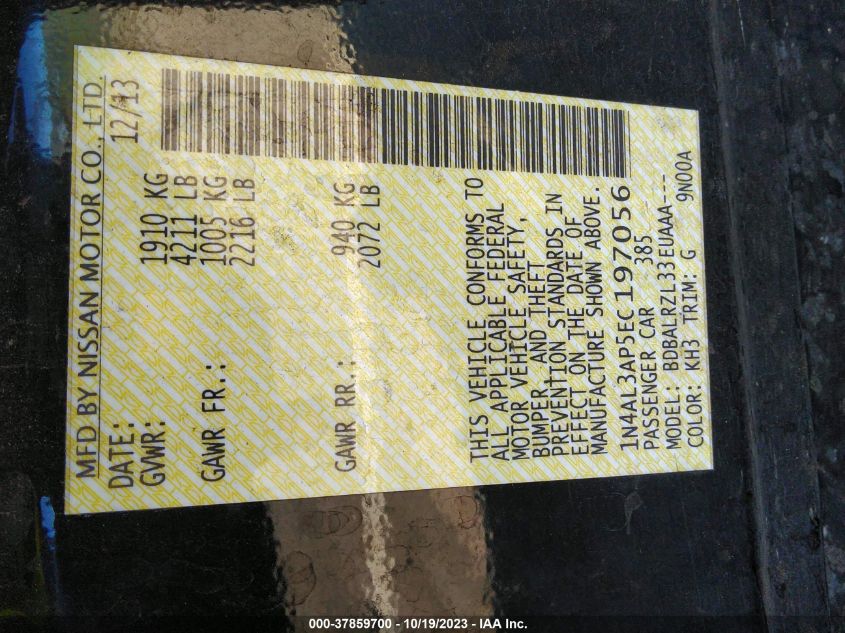 MFD BY NISSAN MOTOR CO., LTD.
DATE: 12/13
GVWR: 1910 KG
4211 LB
GAWR FR.: 1005 KG
2216 LB
GAWR RR.: 940 KG
2072 LB
THIS VEHICLE CONFORMS TO
ALL APPLICABLE FEDERAL
MOTOR VEHICLE SAFETY,
BUMPER, AND THEFT
PREVENTION STANDARDS IN
EFFECT ON THE DATE OF
MANUFACTURE SHOWN ABOVE.
1N4AL3AP5EC197056
PASSENGER CAR 385
MODEL: BDBALRZL33EUAAA---
COLOR: KH3 TRIM: G 9N00A
000-37859700 - 10/19/2023 - IAA Inc.